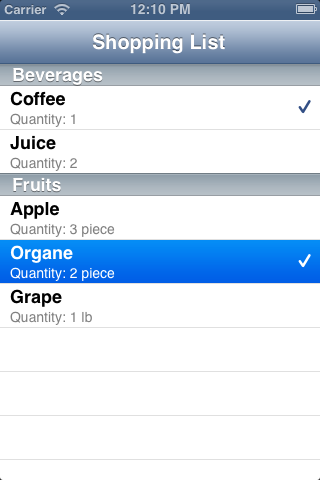 Carrier 12:10 PM
Shopping List
Beverages
Coffee
Quantity: 1
Juice
Quantity: 2
Fruits
Apple
Quantity: 3 piece
Organe
Quantity: 2 piece
Grape
Quantity: 1 lb